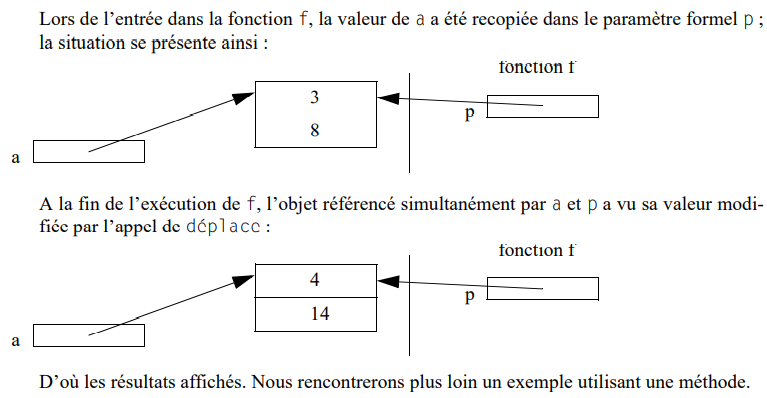 Lors de l'entrée dans la fonction f, la valeur de a a été recopiée dans le paramètre formel p ;
la situation se présente ainsi :
fonction f
3
p
8
a
A la fin de l'exécution de f, l'objet référencé simultanément par a et p a vu sa valeur modi-
fiée par l'appel de déplace :
fonction f
4
p
14
a
D'où les résultats affichés. Nous rencontrerons plus loin un exemple utilisant une méthode.